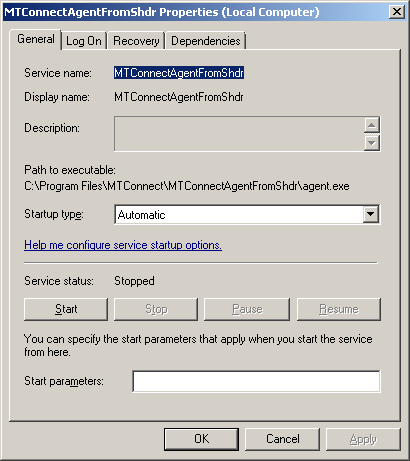 MTConnectAgentFromShdr Properties (Local Computer)
General Log On Recovery Dependencies
Service name: MTConnectAgentFromShdr
Display name: MTConnectAgentFromShdr
Description:
Path to executable:
C:\Program Files\MTConnect\MTConnectAgentFromShdr\agent.exe
Startup type: Automatic
Help me configure service startup options.
Service status: Stopped
Start Stop Pause Resume
You can specify the start parameters that apply when you start the service
from here.
Start parameters:
OK Cancel Apply